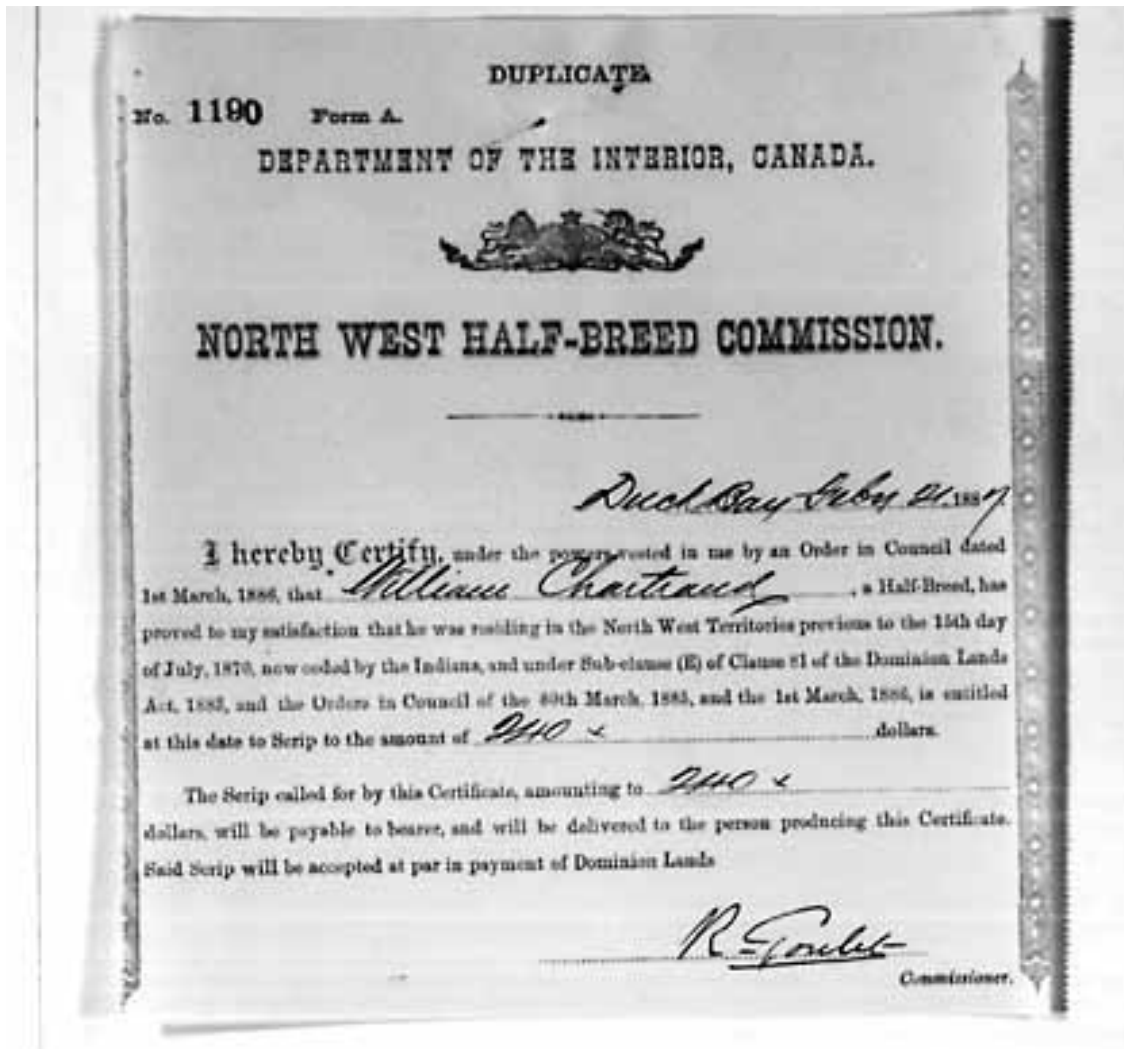 DUPLICATE
No. 1190 Form A.
DEPARTMENT OF THE INTERIOR, CANADA.
NORTH WEST HALF-BREED COMMISSION.
Duck Bay Feby 21. 1887.
I hereby Certify, under the powers vested in me by an Order in Council dated
1st March, 1886, that William Chartrand, a Half-Breed, has
proved to my satisfaction that he was residing in the North West Territories previous to the 15th day
of July, 1870, now ceded by the Indians, and under Sub-clause (E) of Clause 81 of the Dominion Lands
Act, 1883, and the Orders in Council of the 30th March, 1885, and the 1st March, 1886, is entitled
at this date to Scrip to the amount of 240 x dollars.
The Scrip called for by this Certificate, amounting to 240 x
dollars, will be payable to bearer, and will be delivered to the person producing this Certificate.
Said Scrip will be accepted at par in payment of Dominion Lands
R Goulet
Commissioner.